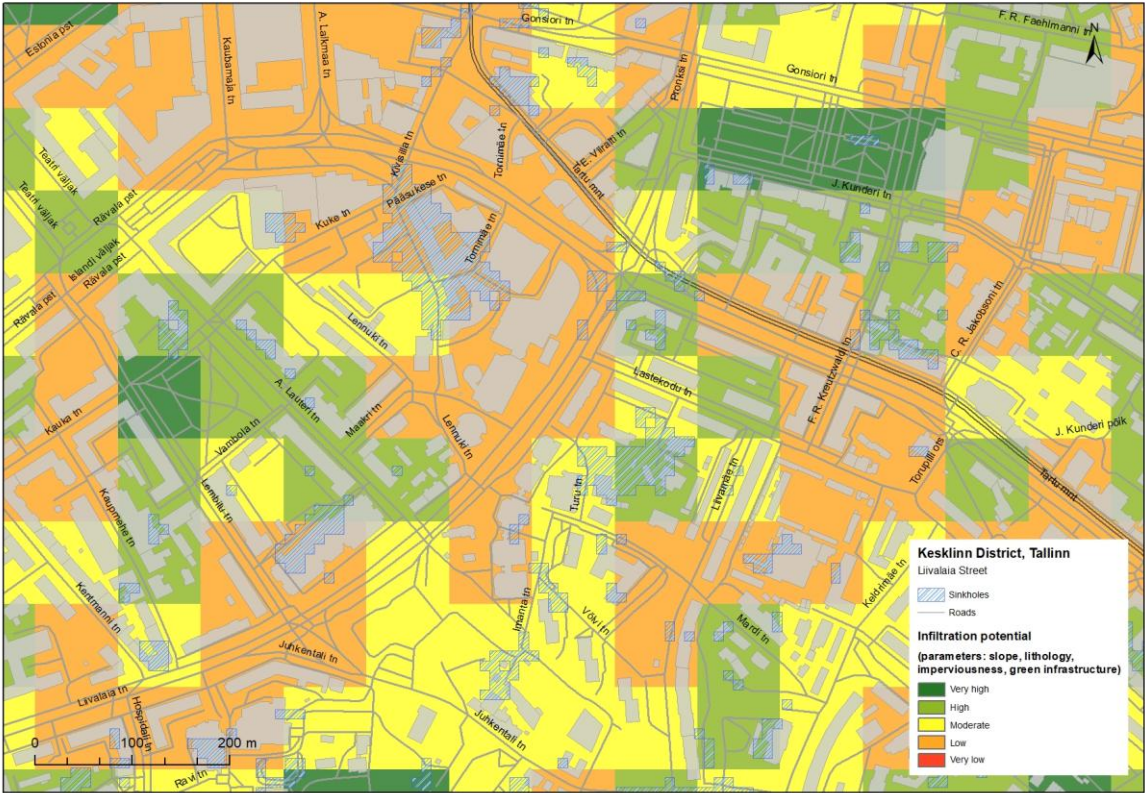 Estonia pst
Kaubamaja tn
A. Laikmaa tn
Gonsiori tn
F. R. Faehlmanni tn
N
Gonsiori tn
Pronksi tn
Teatri väljak
Teatri väljak
Rävala pst
Islandi väljak
Rävala pst
Rävala pst
Kivisilla tn
Pääsukese tn
Kuke tn
Tornimäe tn
Tornimäe tn
E. Viiralti tn
Tartu mnt
J. Kunderi tn
Lennuki tn
C. R. Jakobsoni tn
A. Lauteri tn
Maakri tn
Lennuki tn
Lastekodu tn
F. R. Kreutzwaldi tn
Kauka tn
Vambola tn
J. Kunderi põik
Torupilli ots
Tartu mnt
Kaupmehe tn
Lembitu tn
Turu tn
Liivamäe tn
Kentmanni tn
Imanta tn
Võlvi tn
Mardi tn
Keldrimäe tn
Juhkentali tn
Liivalaia tn
Hospidali tn
Juhkentali tn
Ravi tn
0 100 200 m
Kesklinn District, Tallinn
Liivalaia Street
Sinkholes
Roads
Infiltration potential
(parameters: slope, lithology,
imperviousness, green infrastructure)
Very high
High
Moderate
Low
Very low